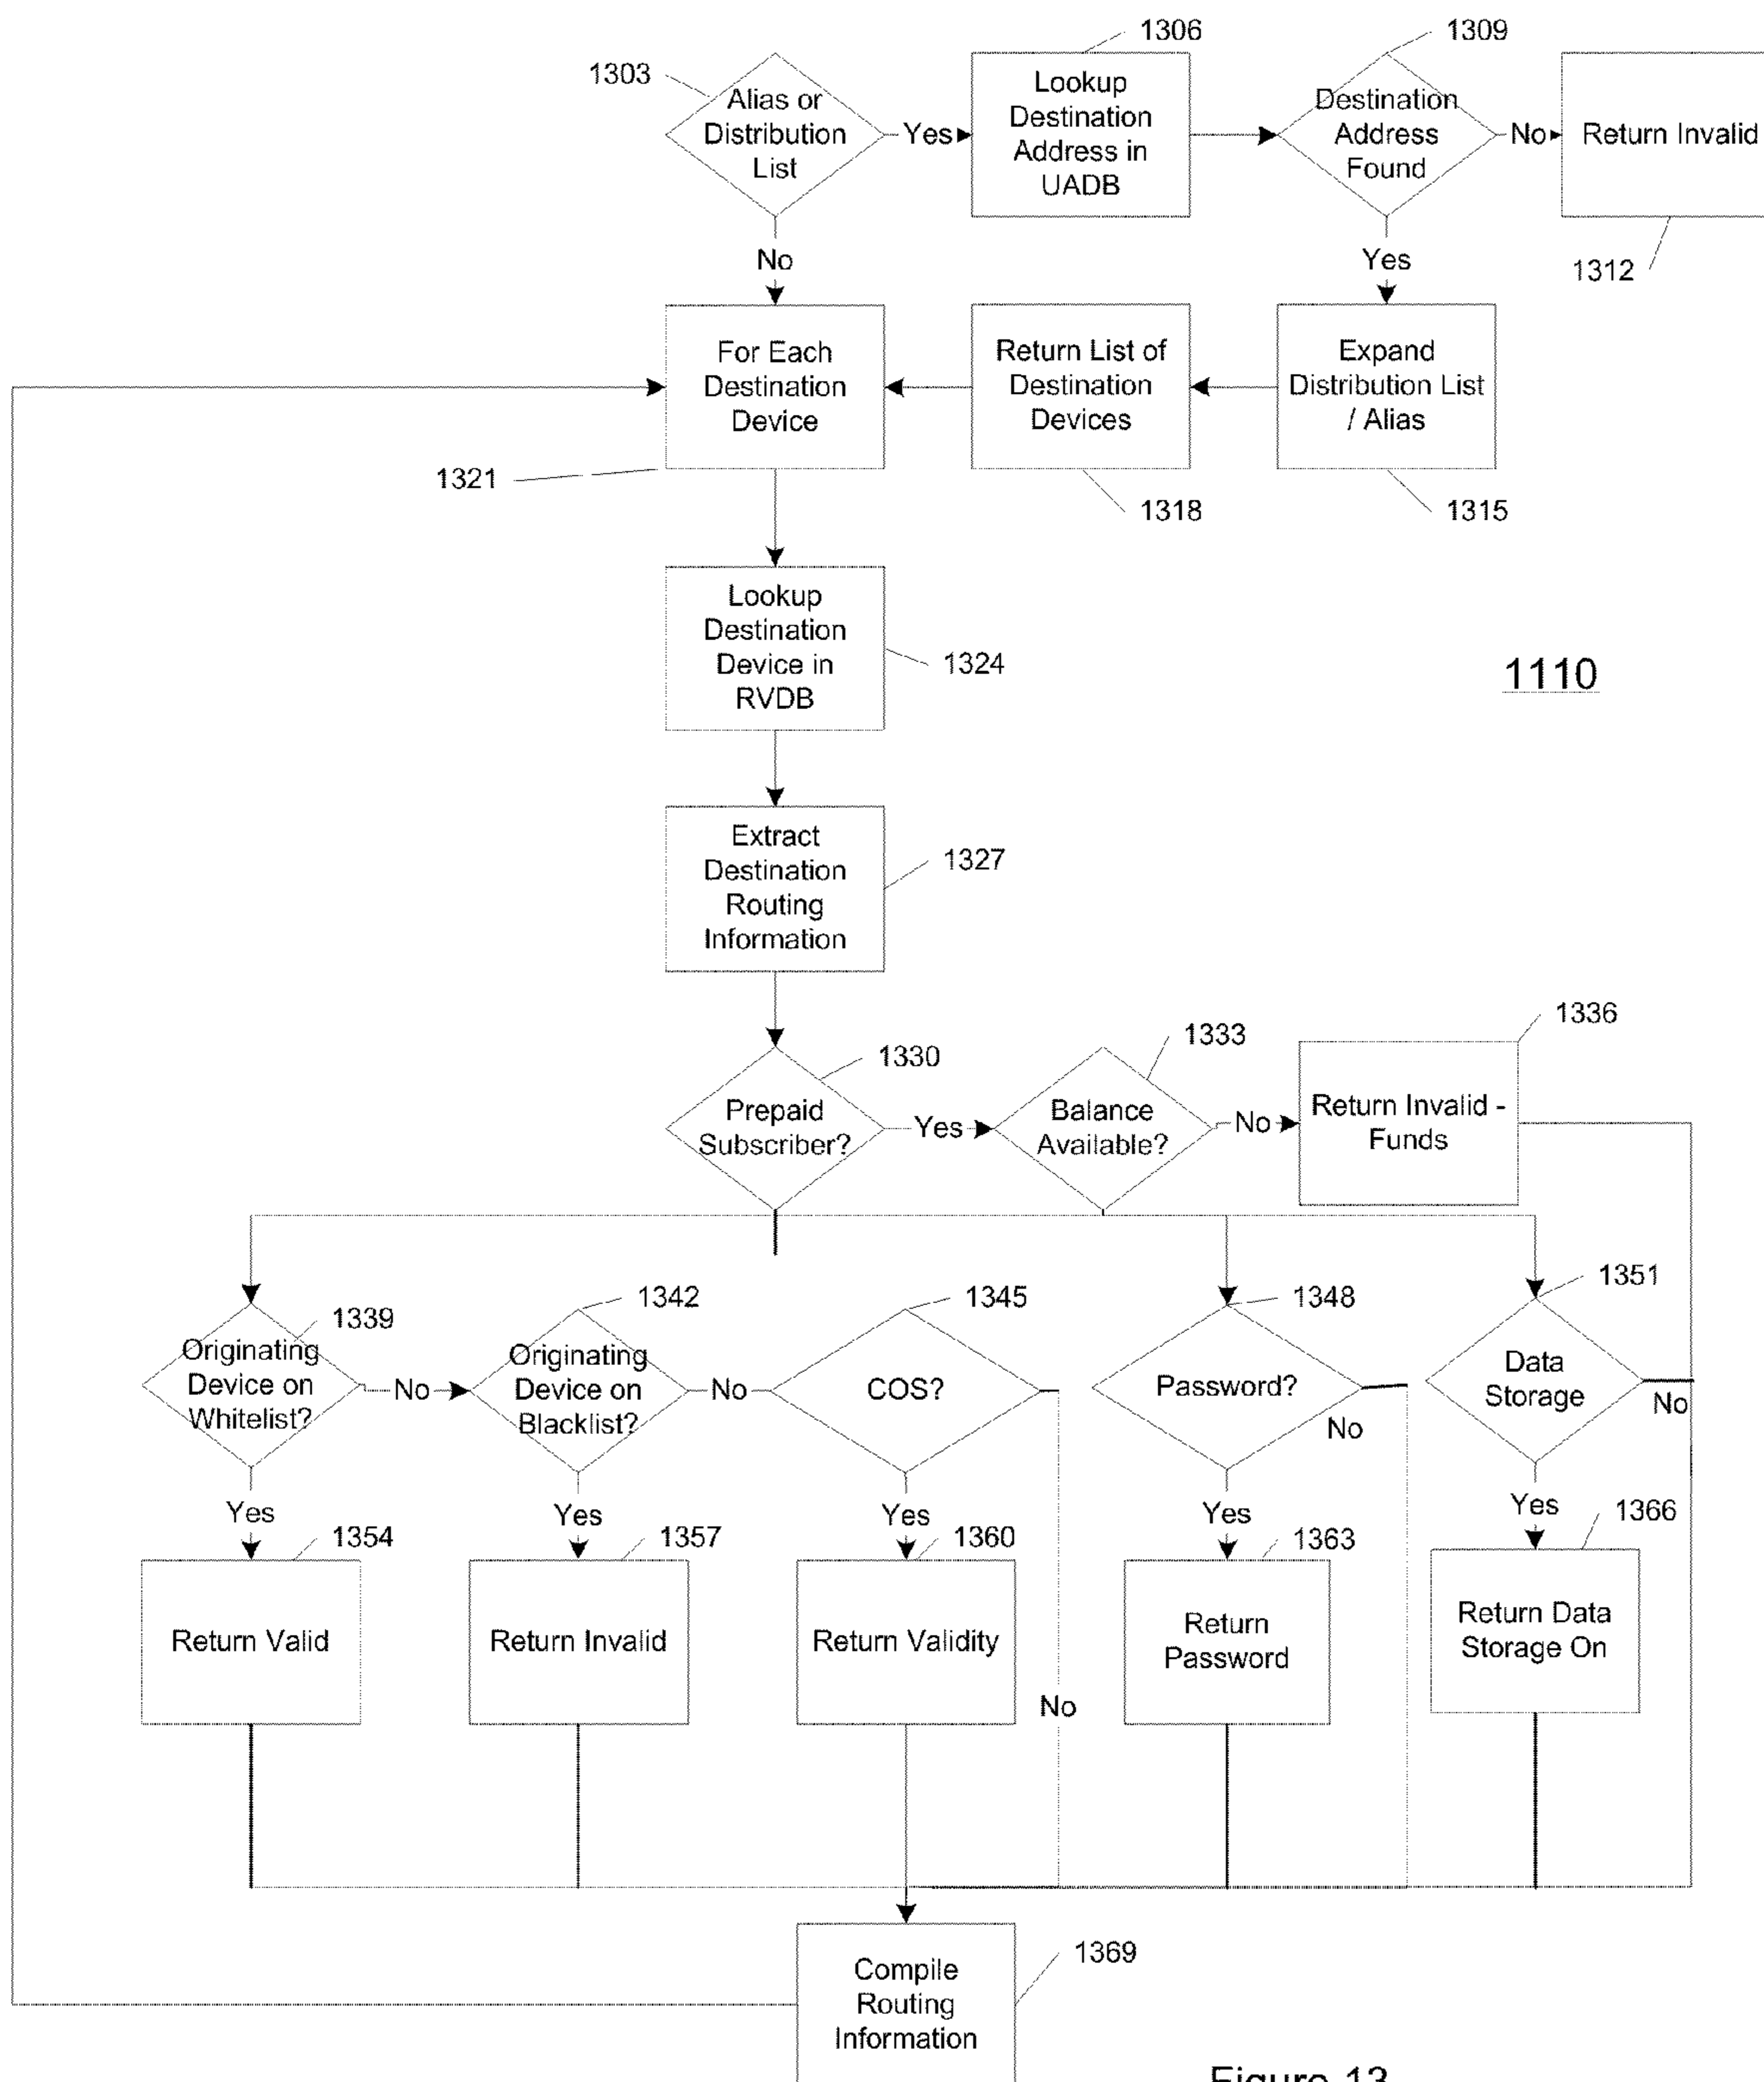 1303
Alias or
Distribution
List
Yes
1306
Lookup
Destination
Address in
UADB
1309
Destination
Address
Found
No
Return Invalid
1312
No
Yes
For Each
Destination
Device
1321
Return List of
Destination
Devices
1318
Expand
Distribution List
/ Alias
1315
Lookup
Destination
Device in
RVDB
1324
1110
Extract
Destination
Routing
Information
1327
Prepaid
Subscriber?
1330
Yes
Balance
Available?
1333
No
Return Invalid -
Funds
1336
Originating
Device on
Whitelist?
1339
No
Originating
Device on
Blacklist?
1342
No
COS?
1345
Password?
1348
No
Data
Storage
1351
No
Yes
Yes
Yes
Yes
Yes
1354
Return Valid
1357
Return Invalid
1360
Return Validity
No
1363
Return
Password
1366
Return Data
Storage On
Compile
Routing
Information
1369
Figure 13